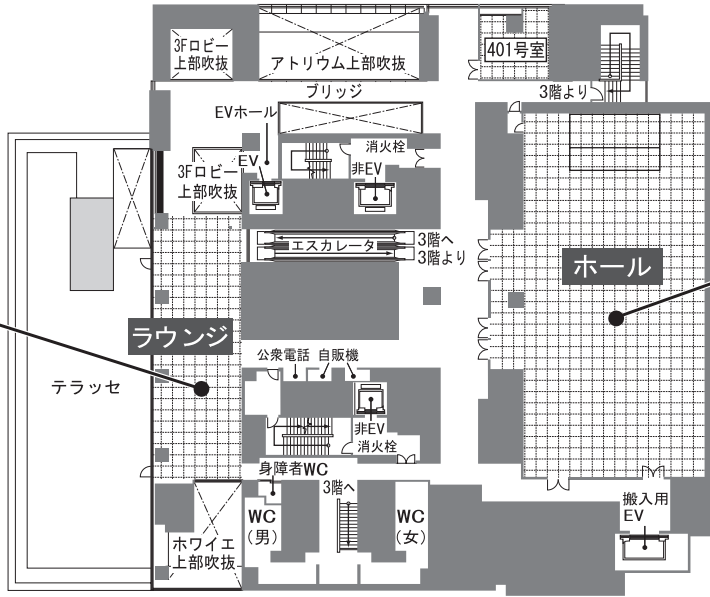 3Fロビー
上部吹抜
アトリウム上部吹抜
401号室
ブリッジ
3階より
EVホール
消火栓
3Fロビー
上部吹抜
EV
非EV
エスカレータ
3階へ
3階より
ホール
ラウンジ
公衆電話
自販機
テラッセ
非EV
消火栓
身障者WC
3階へ
WC
(男)
WC
(女)
搬入用
EV
ホワイエ
上部吹抜